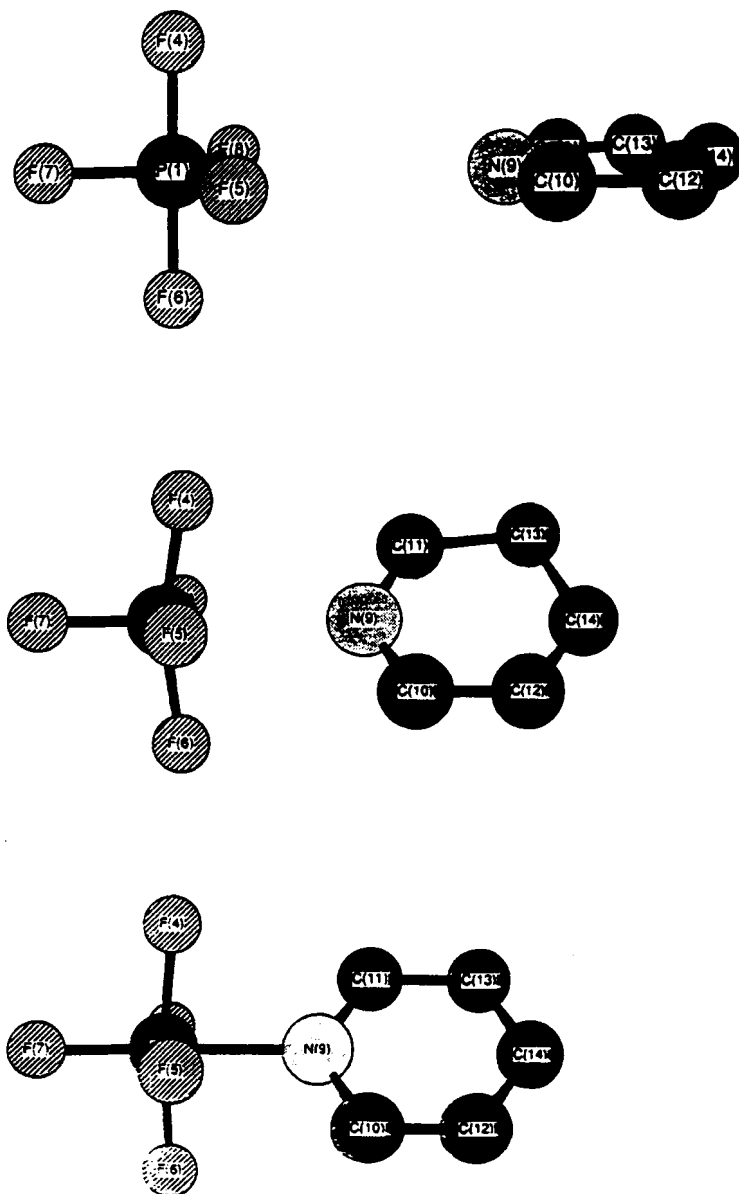 F(4)
F(7)
P(1)
F(5)
F(6)
N(9)
C(10)
C(13)
C(12)
14)
F(4)
F(7)
F(5)
F(6)
C(11)
C(13)
N(9)
C(14)
C(10)
C(12)
F(4)
F(7)
F(5)
F(6)
C(11)
C(13)
N(9)
C(14)
C(10)
C(12)